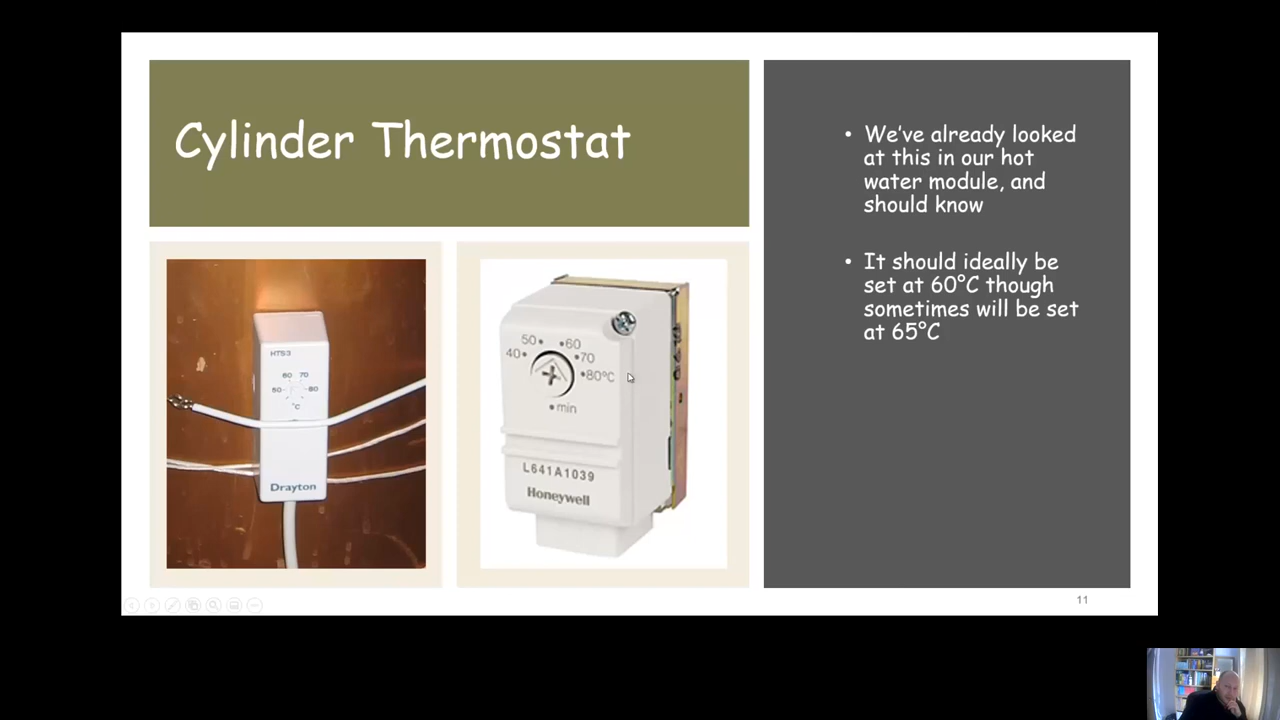 Cylinder Thermostat
• We've already looked
at this in our hot
water module, and
should know
• It should ideally be
set at 60°C though
sometimes will be set
at 65°C
HTS3
60 70
50 80
°C
Drayton
50 60
40 70
80°C
min
L641A1039
Honeywell
11